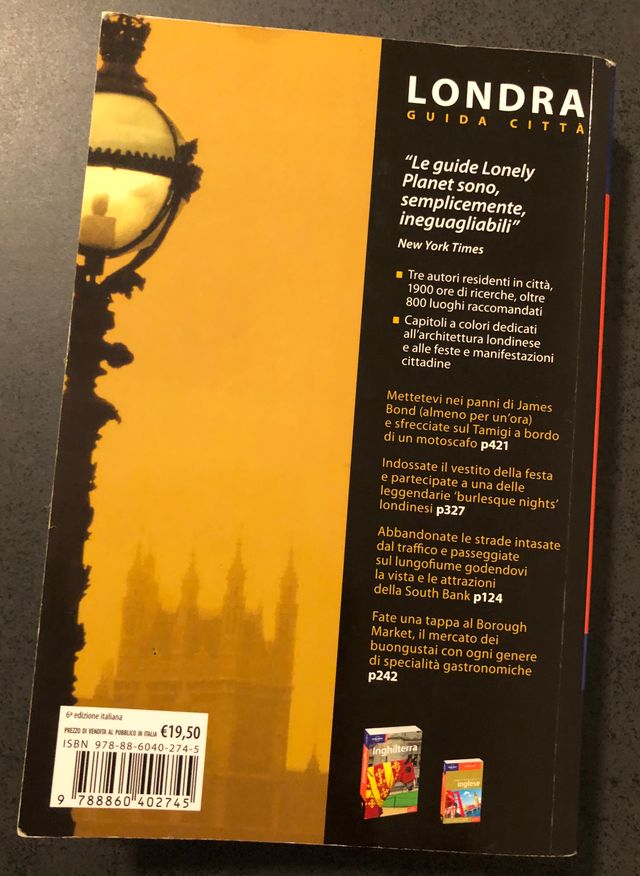 LONDRA
GUIDA CITTÀ
“Le guide Lonely
Planet sono,
semplicemente,
ineguagliabili”
New York Times
Tre autori residenti in città,
1900 ore di ricerche, oltre
800 luoghi raccomandati
Capitoli a colori dedicati
all'architettura londinese
e alle feste e manifestazioni
cittadine
Mettetevi nei panni di James
Bond (almeno per un'ora)
e sfrecciate sul Tamigi a bordo
di un motoscafo p421
Indossate il vestito della festa
e partecipate a una delle
leggendarie ‘burlesque nights’
londinesi p327
Abbandonate le strade intasate
dal traffico e passeggiate
sul lungofiume godendovi
la vista e le attrazioni
della South Bank p124
Fate una tappa al Borough
Market, il mercato dei
buongustai con ogni genere
di specialità gastronomiche
p242
6ª edizione italiana
PREZZO DI VENDITA AL PUBBLICO IN ITALIA €19,50
ISBN 978-88-6040-274-5
9 788860 402745
Inghilterra
inglese